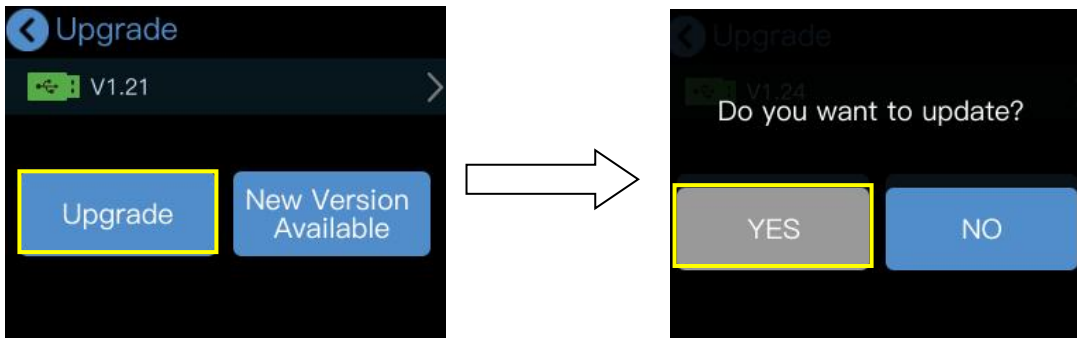 Upgrade
V1.21
Upgrade
New Version
Available
Upgrade
V1.24
Do you want to update?
YES
NO